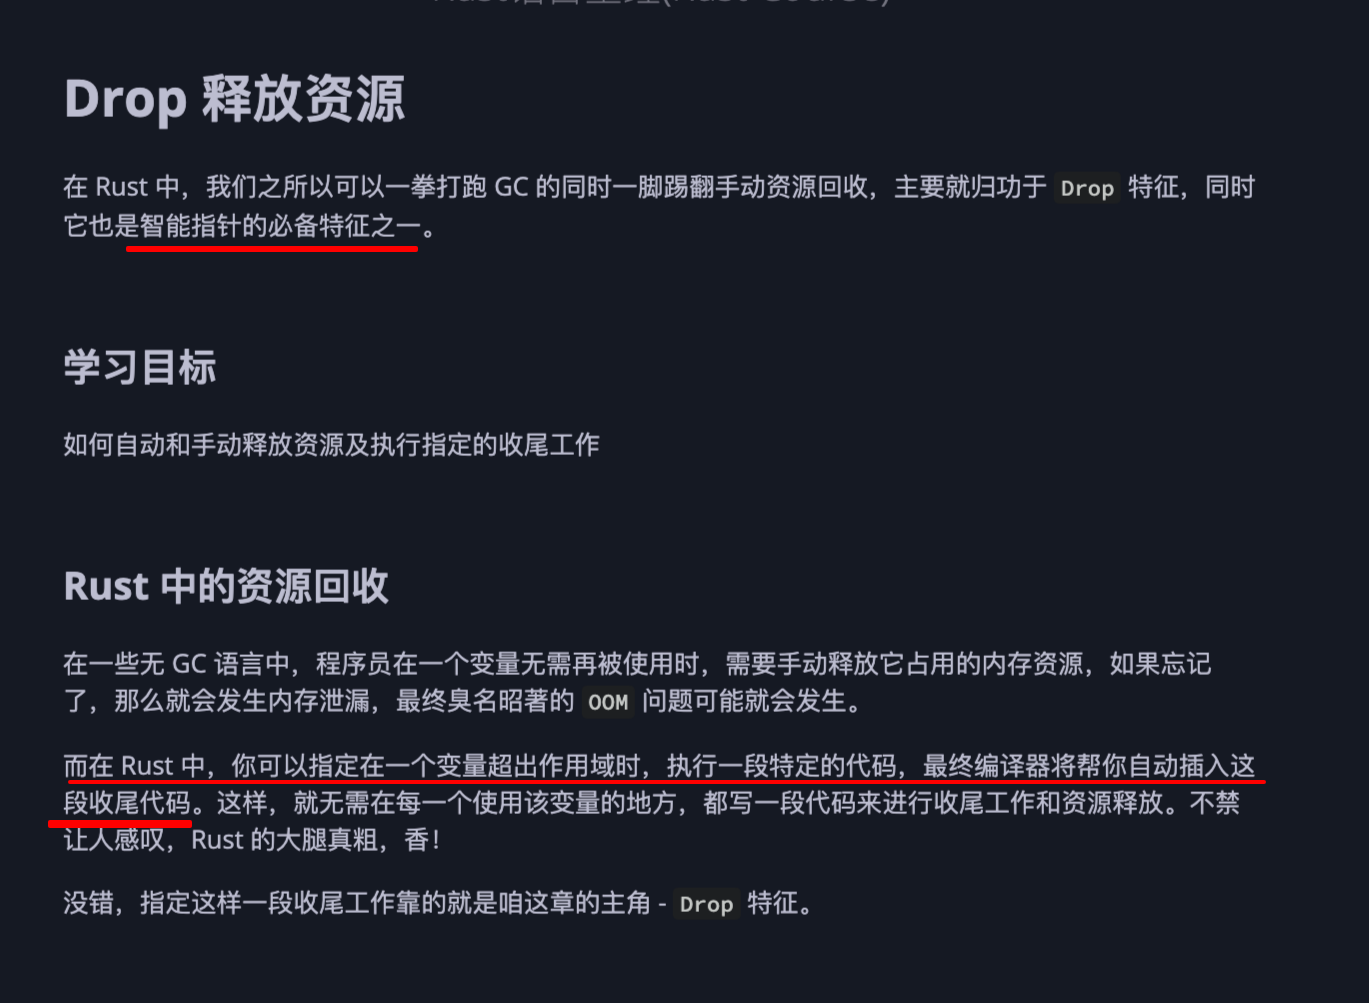 Drop 释放资源
在 Rust 中，我们之所以可以一拳打跑 GC 的同时一脚踢翻手动资源回收，主要就归功于 Drop 特征，同时
它也是智能指针的必备特征之一。
学习目标
如何自动和手动释放资源及执行指定的收尾工作
Rust 中的资源回收
在一些无 GC 语言中，程序员在一个变量无需再被使用时，需要手动释放它占用的内存资源，如果忘记
了，那么就会发生内存泄漏，最终臭名昭著的 OOM 问题可能就会发生。
而在 Rust 中，你可以指定在一个变量超出作用域时，执行一段特定的代码，最终编译器将帮你自动插入这
段收尾代码。这样，就无需在每一个使用该变量的地方，都写一段代码来进行收尾工作和资源释放。不禁
让人感叹，Rust 的大腿真粗，香！
没错，指定这样一段收尾工作靠的就是咱这章的主角 - Drop 特征。